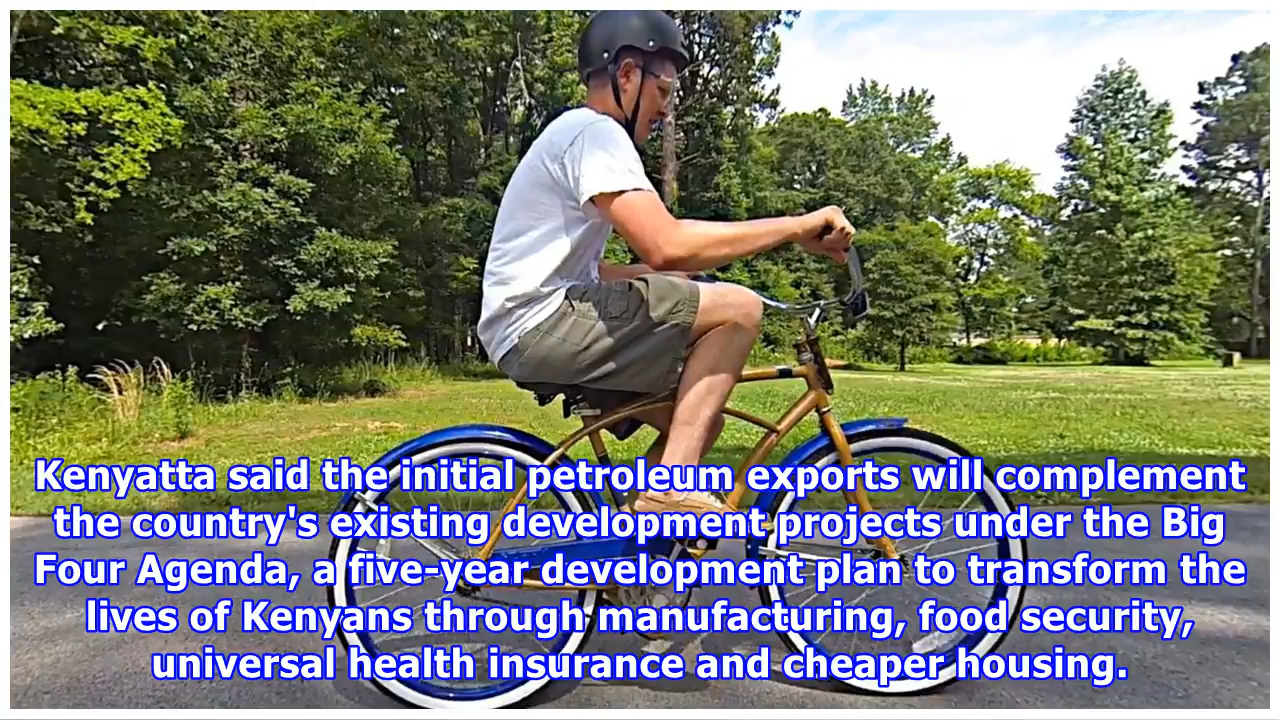 Kenyatta said the initial petroleum exports will complement
the country's existing development projects under the Big
Four Agenda, a five-year development plan to transform the
lives of Kenyans through manufacturing, food security,
universal health insurance and cheaper housing.